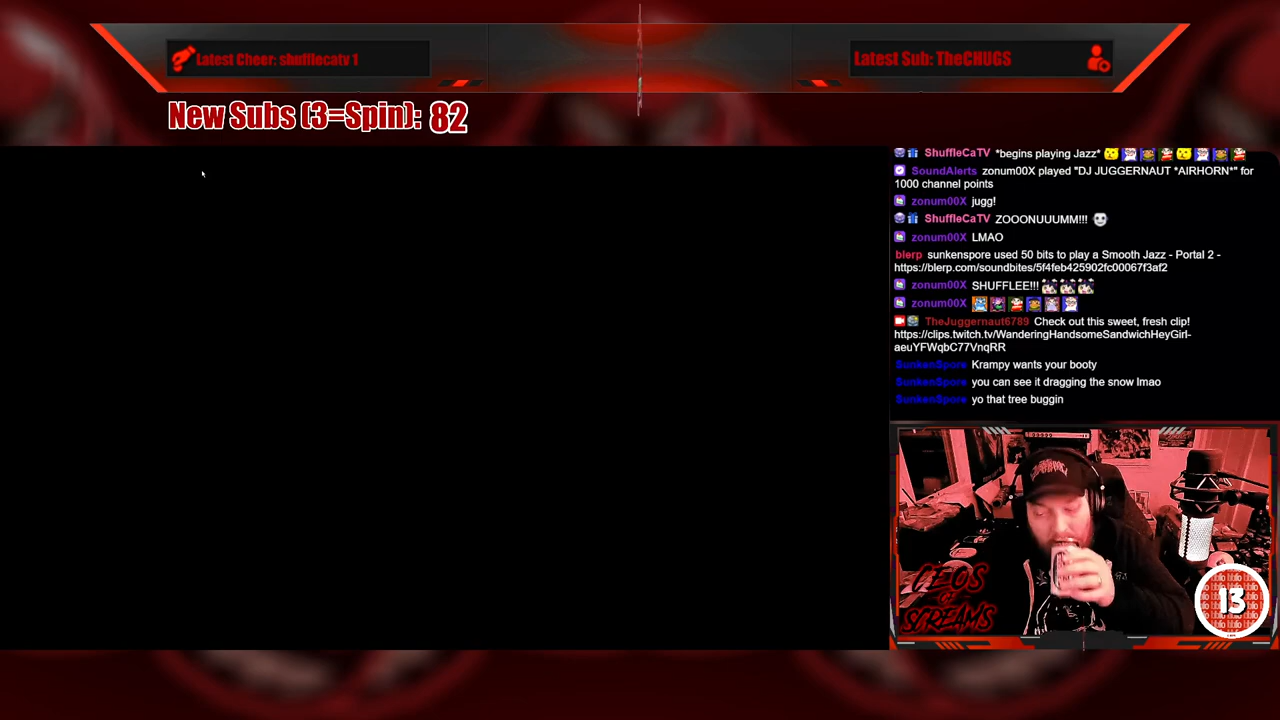 Latest Cheer: shufflecatv 1
Latest Sub: TheCHUGS
New Subs (3=Spin): 82
ShuffleCaTV *begins playing Jazz*
SoundAlerts zonum00X played "DJ JUGGERNAUT *AIRHORN*" for
1000 channel points
zonum00X jugg!
ShuffleCaTV ZOOONUUUMM!!!
zonum00X LMAO
blerp sunkenspore used 50 bits to play a Smooth Jazz - Portal 2 -
https://blerp.com/soundbites/5f4feb425902fc00067f3af2
zonum00X SHUFFLEE!!!
zonum00X
TheJuggernaut6789 Check out this sweet, fresh clip!
https://clips.twitch.tv/WanderingHandsomeSandwichHeyGirl-
aeuYFWqbC77VnqRR
SunkenSpore Krampy wants your booty
SunkenSpore you can see it dragging the snow lmao
SunkenSpore yo that tree buggin
CEOS
OF
SCREAMS
13